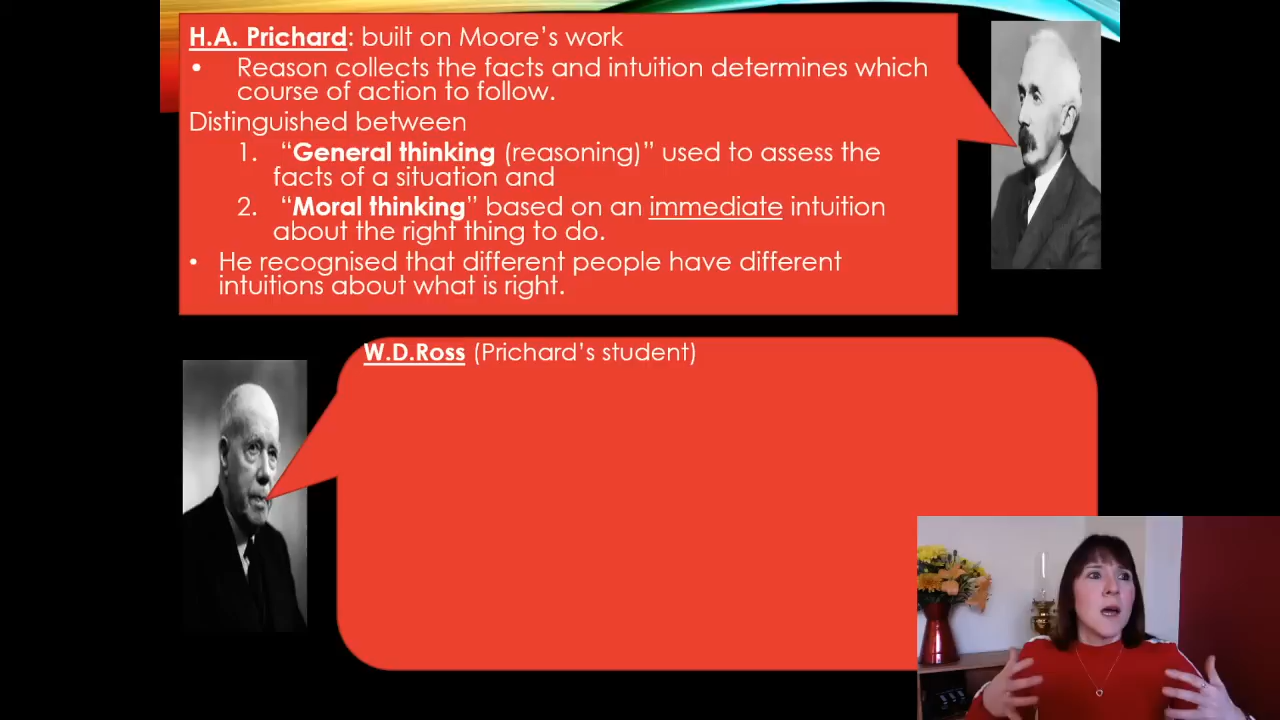 H.A. Prichard: built on Moore’s work
• Reason collects the facts and intuition determines which
course of action to follow.
Distinguished between
1. “General thinking (reasoning)” used to assess the
facts of a situation and
2. “Moral thinking” based on an immediate intuition
about the right thing to do.
• He recognised that different people have different
intuitions about what is right.
W.D.Ross (Prichard’s student)